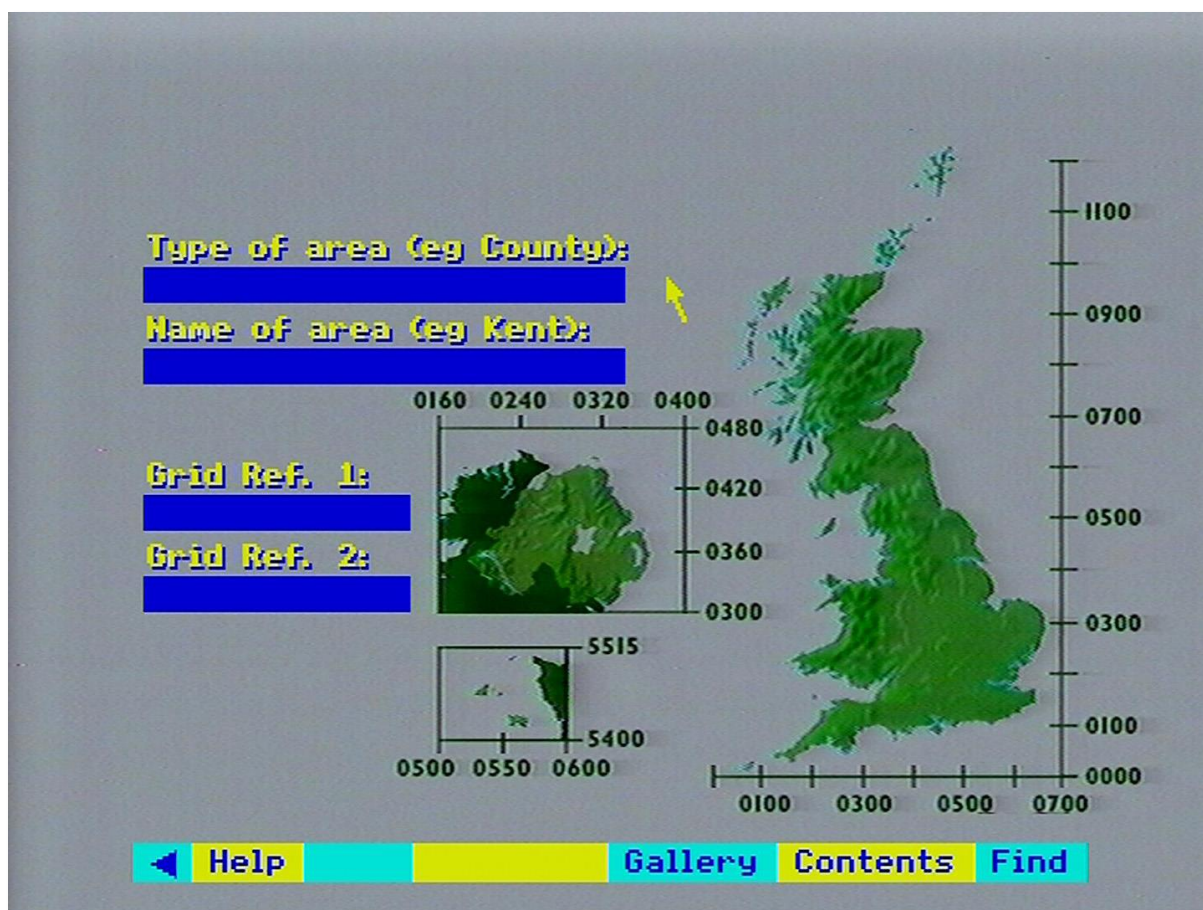 Type of area (eg County):
Name of area (eg Kent):
Grid Ref. 1:
Grid Ref. 2:
0160 0240 0320 0400
0480
0420
0360
0300
5515
5400
0500 0550 0600
1100
0900
0700
0500
0300
0100
0000
0100 0300 0500 0700
Help Gallery Contents Find